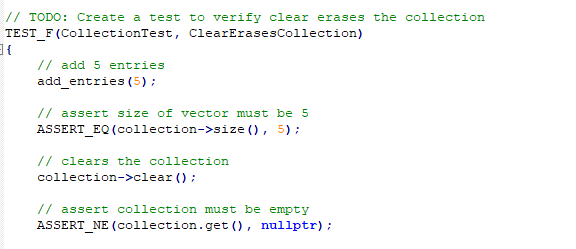 // TODO: Create a test to verify clear erases the collection
TEST_F(CollectionTest, ClearErasesCollection)
{
// add 5 entries
add_entries(5);
// assert size of vector must be 5
ASSERT_EQ(collection->size(), 5);
// clears the collection
collection->clear();
// assert collection must be empty
ASSERT_NE(collection.get(), nullptr);